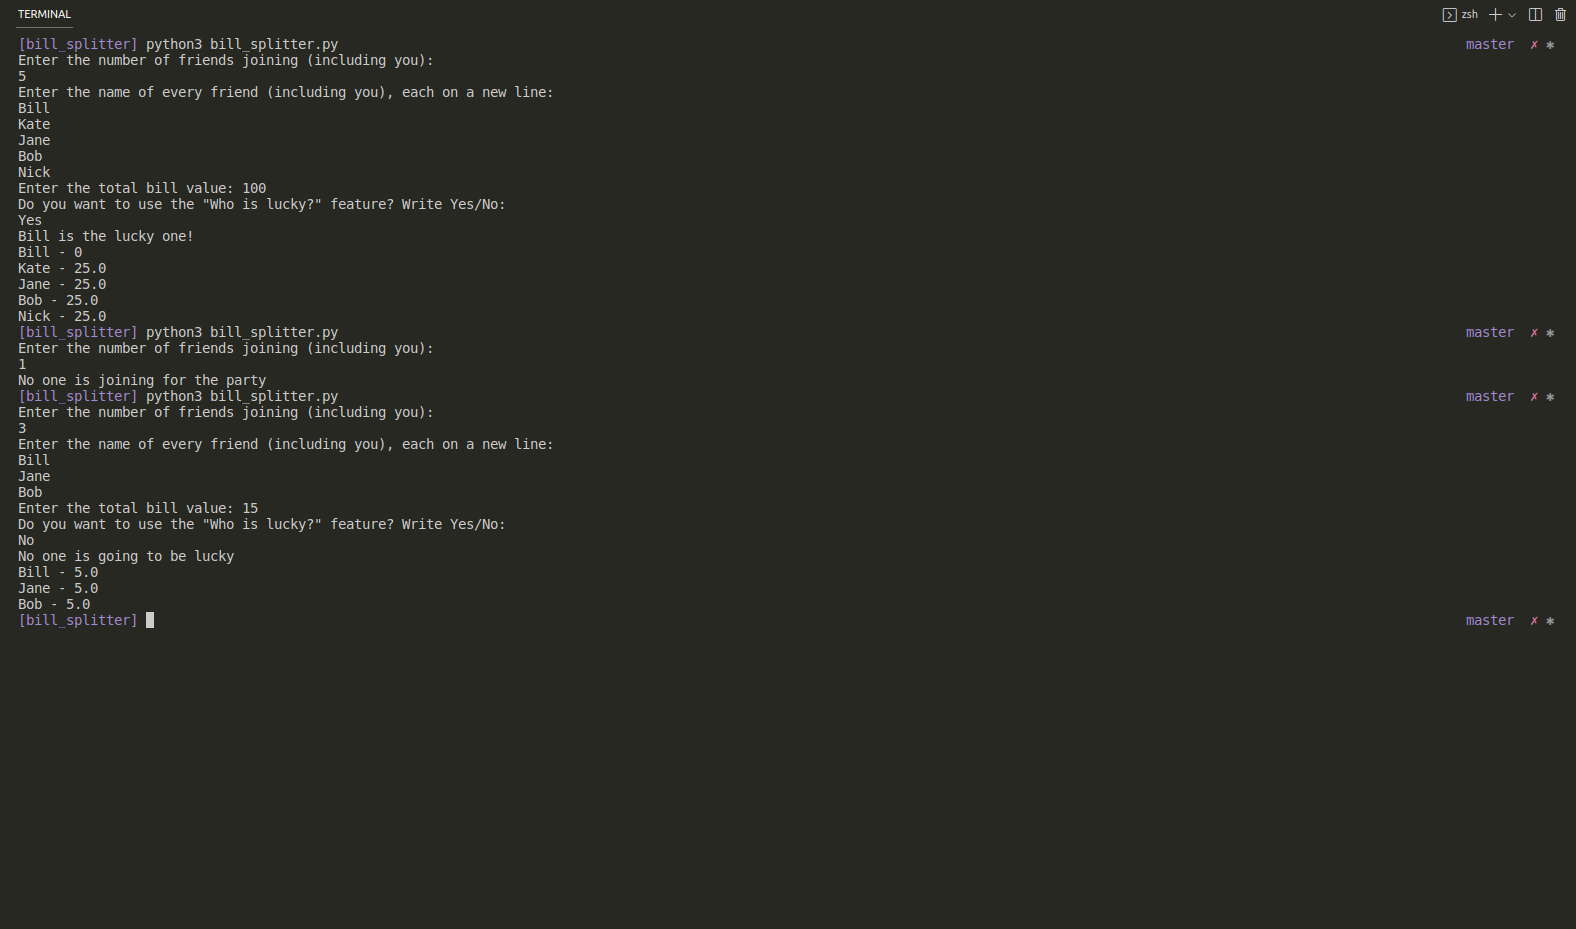 TERMINAL
zsh
[bill_splitter] python3 bill_splitter.py master ✗ ✱
Enter the number of friends joining (including you):
5
Enter the name of every friend (including you), each on a new line:
Bill
Kate
Jane
Bob
Nick
Enter the total bill value: 100
Do you want to use the "Who is lucky?" feature? Write Yes/No:
Yes
Bill is the lucky one!
Bill - 0
Kate - 25.0
Jane - 25.0
Bob - 25.0
Nick - 25.0
[bill_splitter] python3 bill_splitter.py master ✗ ✱
Enter the number of friends joining (including you):
1
No one is joining for the party
[bill_splitter] python3 bill_splitter.py master ✗ ✱
Enter the number of friends joining (including you):
3
Enter the name of every friend (including you), each on a new line:
Bill
Jane
Bob
Enter the total bill value: 15
Do you want to use the "Who is lucky?" feature? Write Yes/No:
No
No one is going to be lucky
Bill - 5.0
Jane - 5.0
Bob - 5.0
[bill_splitter] master ✗ ✱